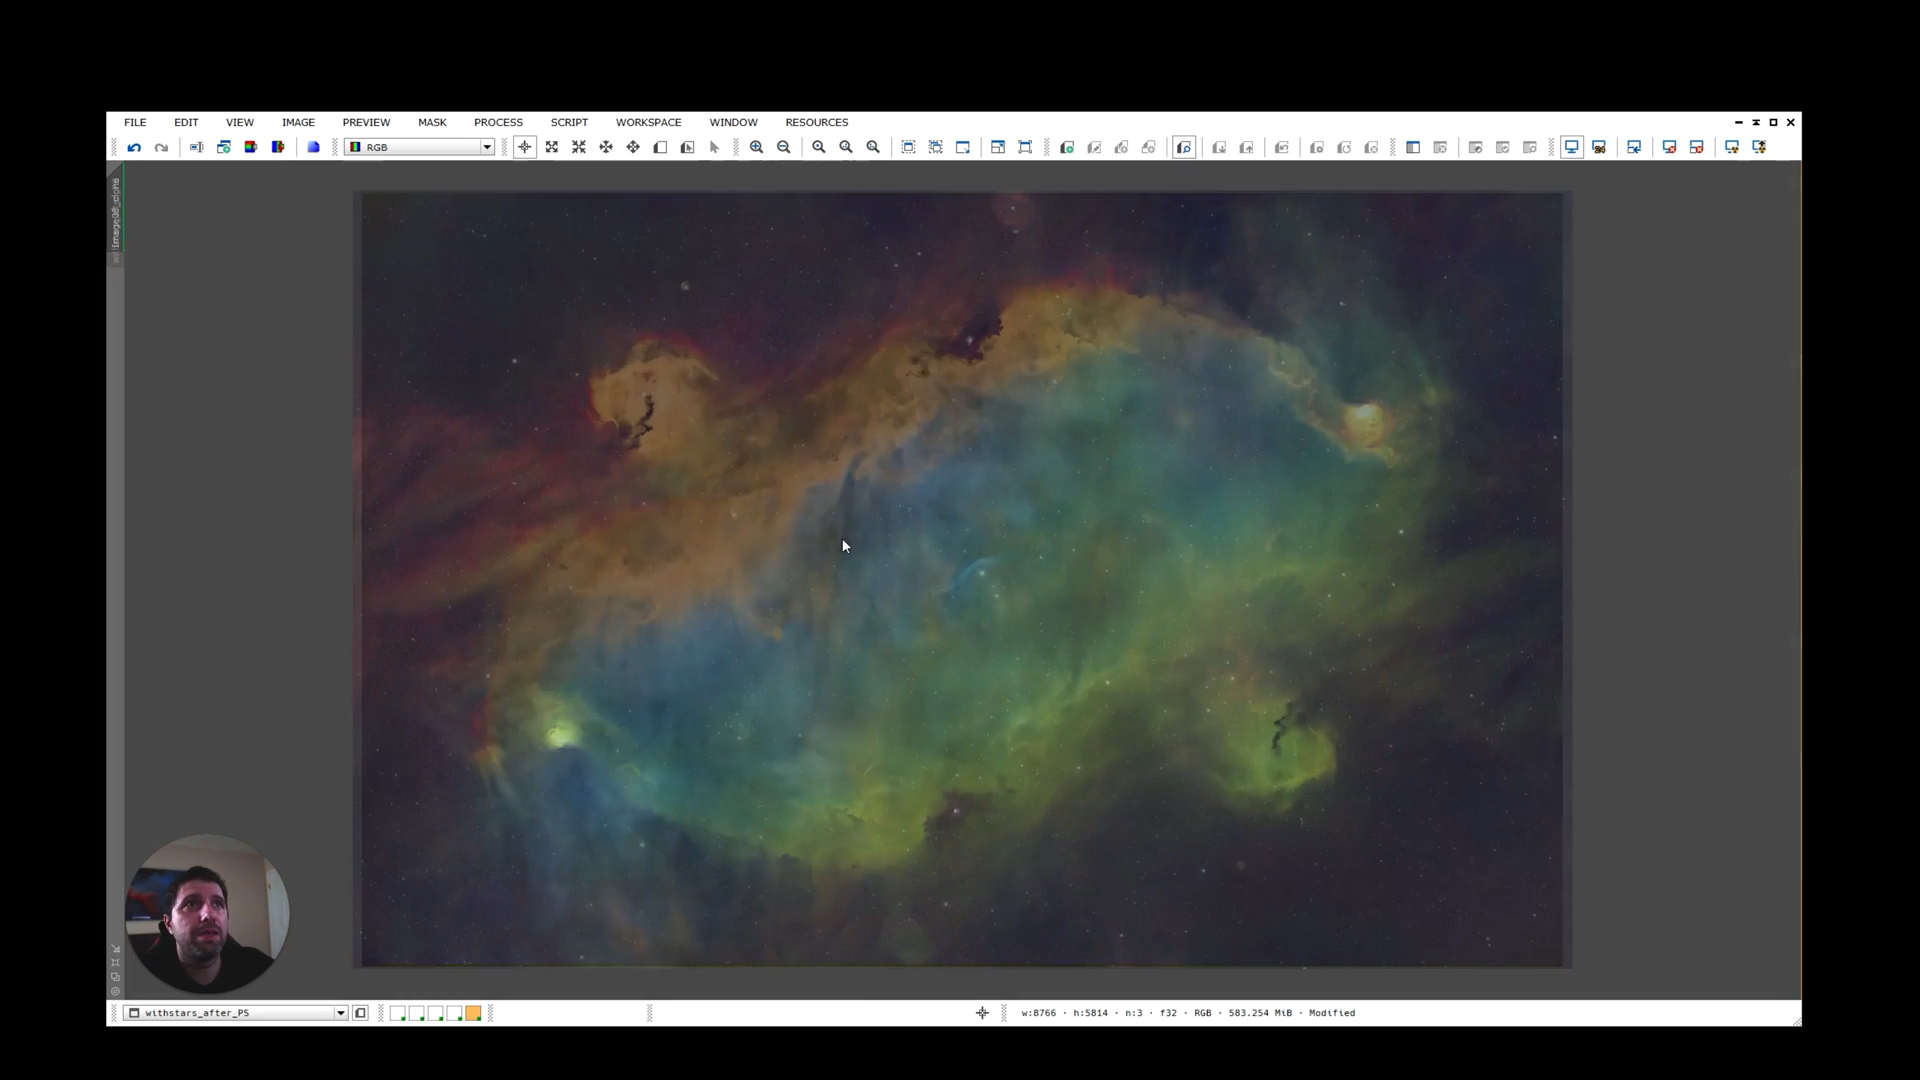 FILE EDIT VIEW IMAGE PREVIEW MASK PROCESS SCRIPT WORKSPACE WINDOW RESOURCES
RGB
withstars_after_PS
w:8766 · h:5814 · n:3 · f32 · RGB · 583.254 MiB · Modified